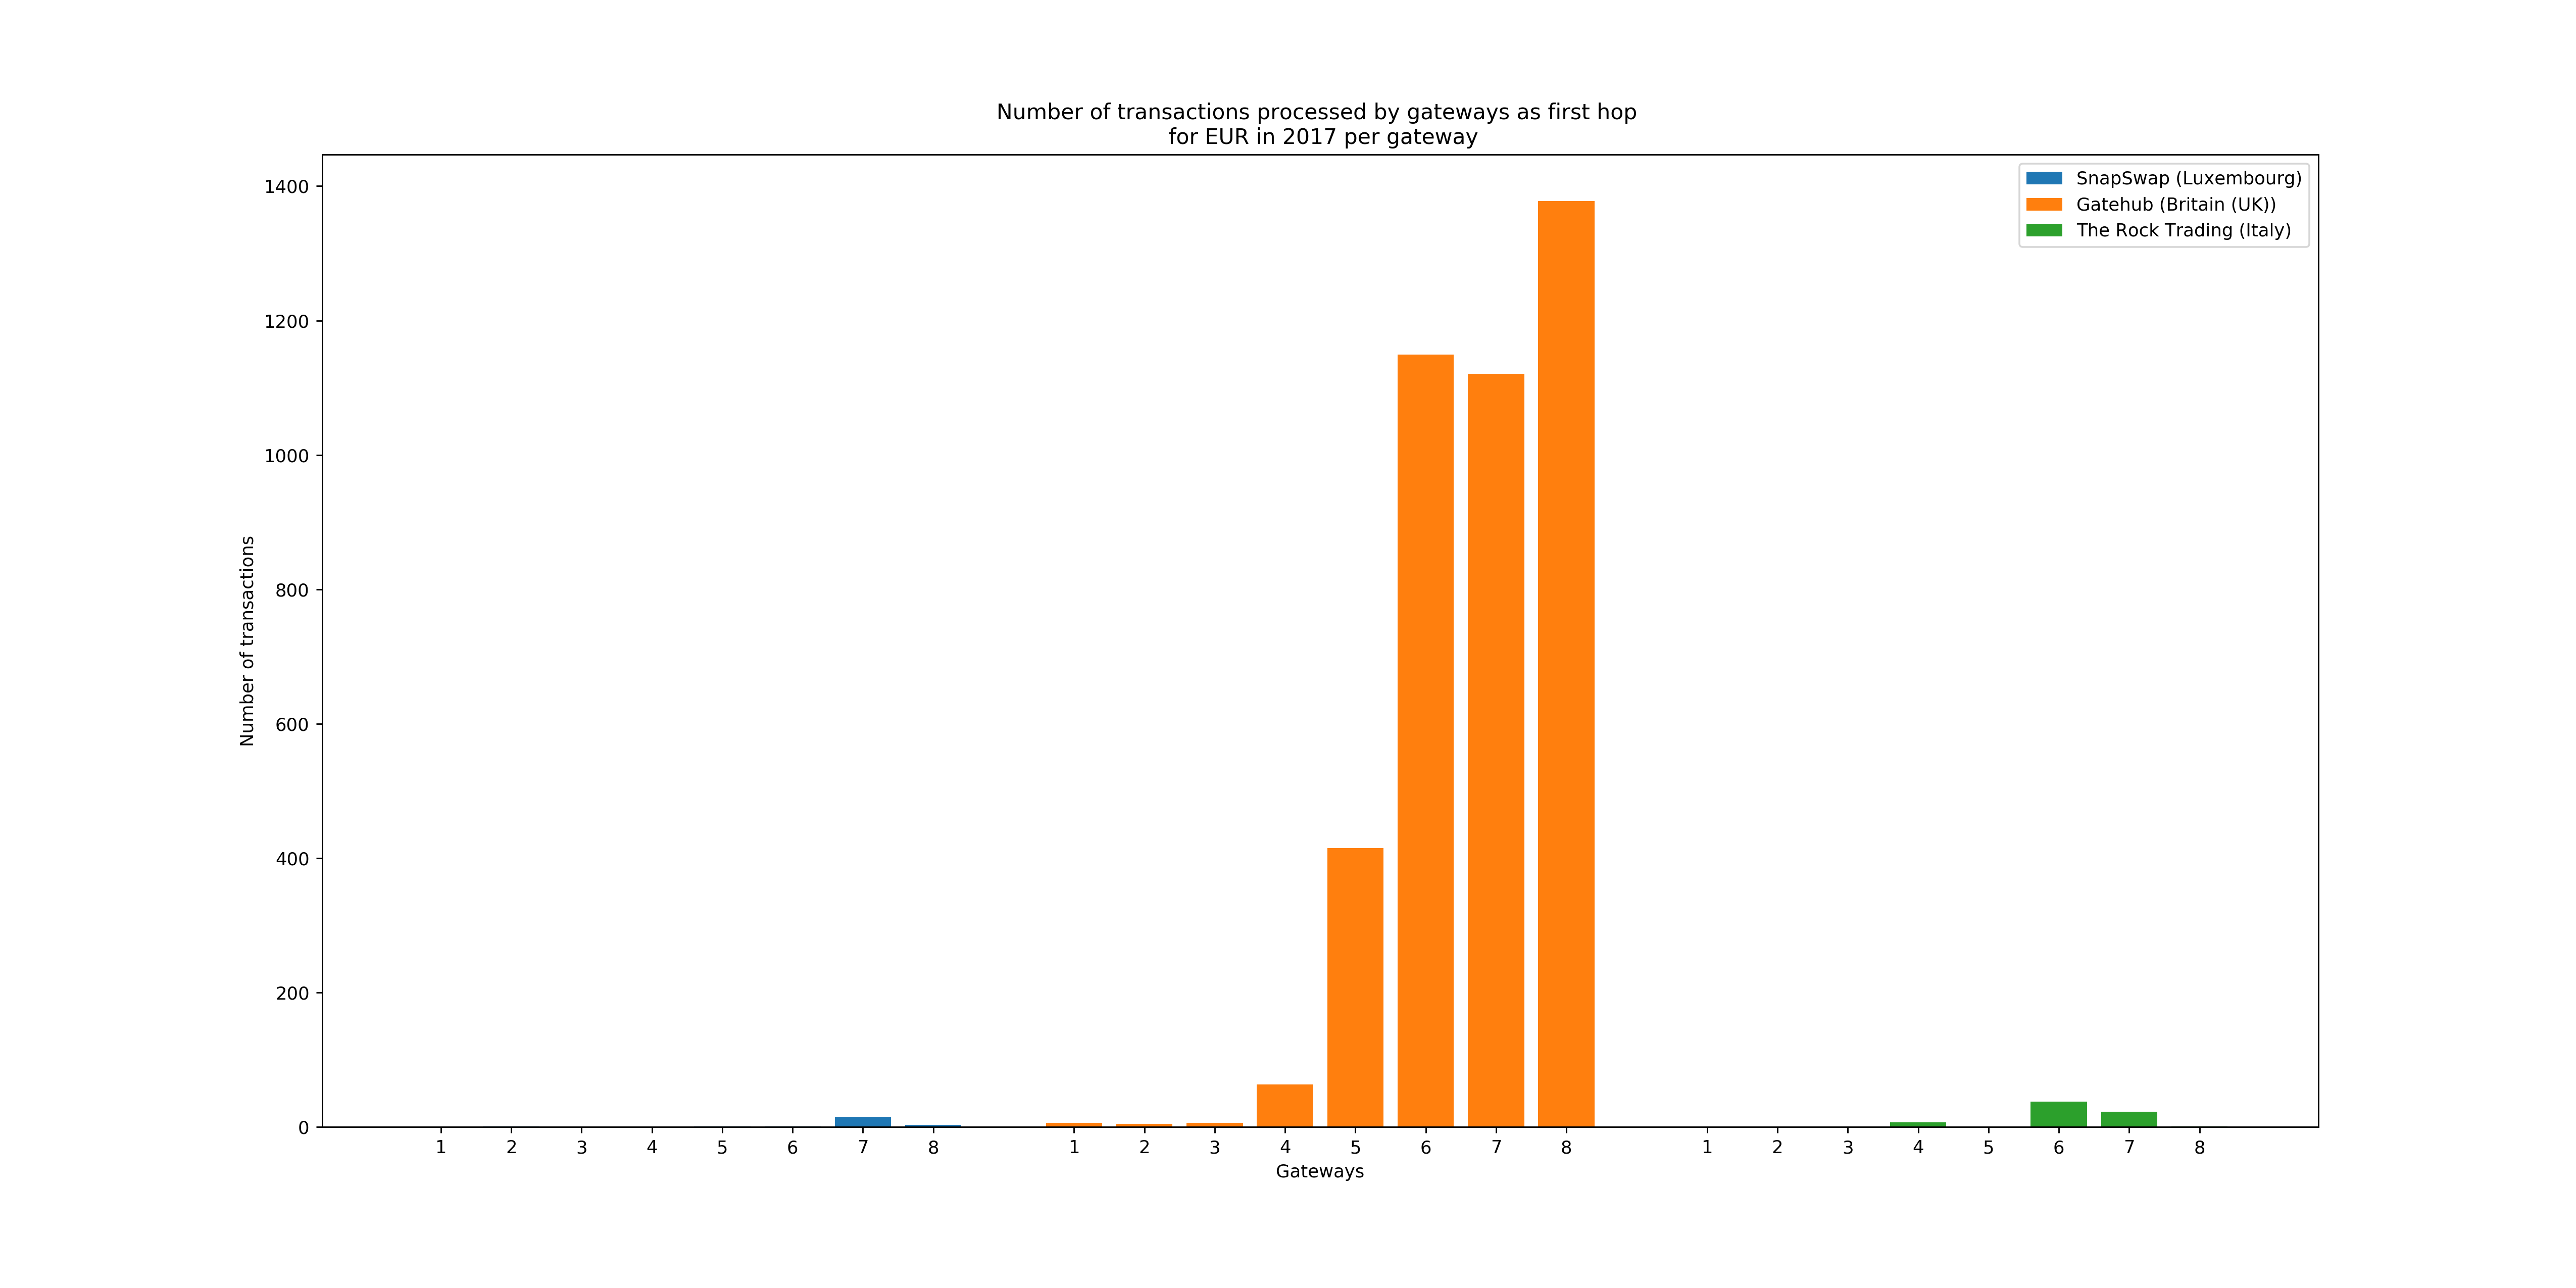 Number of transactions processed by gateways as first hop
for EUR in 2017 per gateway
SnapSwap (Luxembourg)
Gatehub (Britain (UK))
The Rock Trading (Italy)
Number of transactions
1400
1200
1000
800
600
400
200
0
1 2 3 4 5 6 7 8 1 2 3 4 5 6 7 8 1 2 3 4 5 6 7 8
Gateways